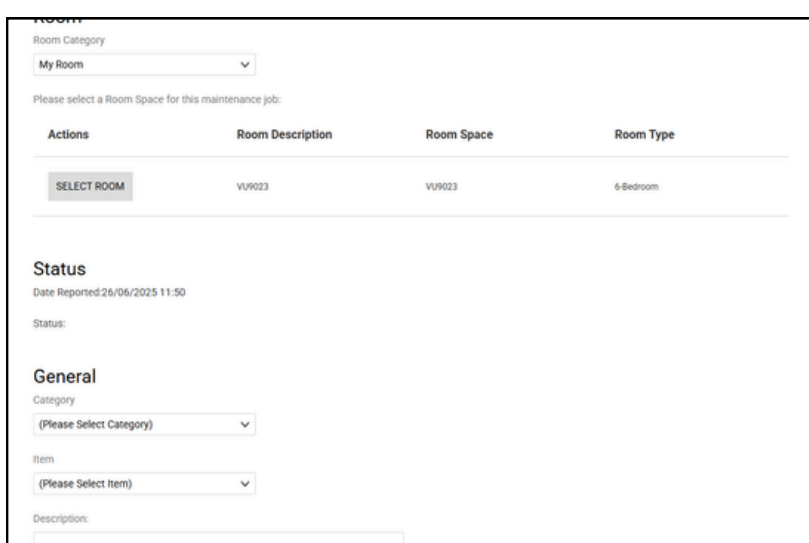 Room
Room Category
My Room
Please select a Room Space for this maintenance job:
Actions Room Description Room Space Room Type
SELECT ROOM VU9023 VU9023 6-Bedroom
Status
Date Reported:26/06/2025 11:50
Status:
General
Category
(Please Select Category)
Item
(Please Select Item)
Description: